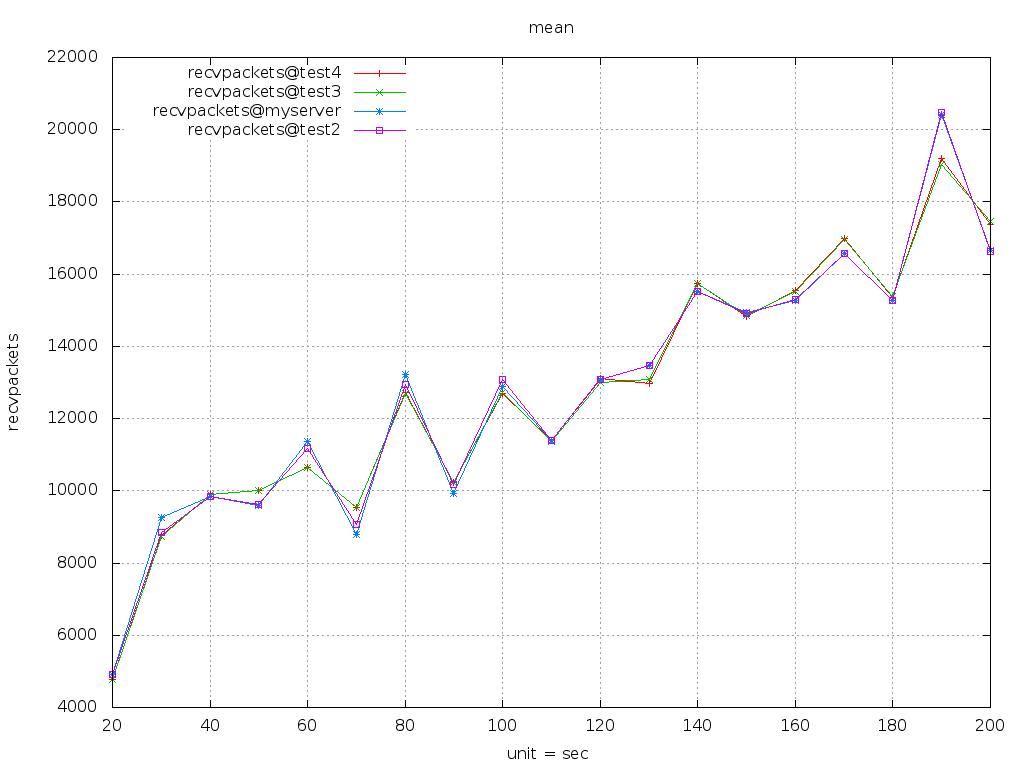 mean
22000
20000
18000
16000
14000
12000
10000
8000
6000
4000
recvpackets@test4
recvpackets@test3
recvpackets@myserver
recvpackets@test2
recvpackets
20 40 60 80 100 120 140 160 180 200
unit = sec